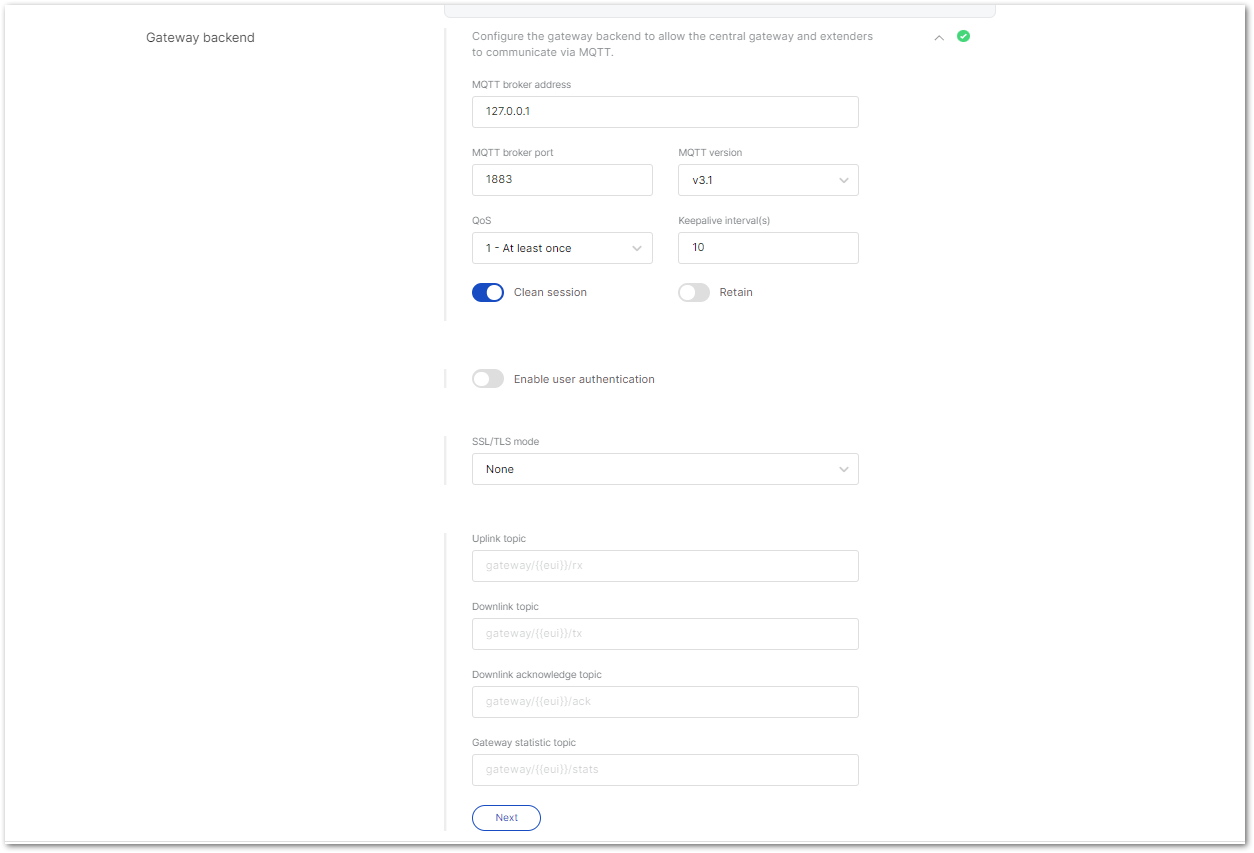 Gateway backend
Configure the gateway backend to allow the central gateway and extenders
to communicate via MQTT.
MQTT broker address
127.0.0.1
MQTT broker port
MQTT version
1883
v3.1
QoS
Keepalive interval(s)
1 - At least once
10
Clean session
Retain
Enable user authentication
SSL/TLS mode
None
Uplink topic
gateway/{{eui}}/rx
Downlink topic
gateway/{{eui}}/tx
Downlink acknowledge topic
gateway/{{eui}}/ack
Gateway statistic topic
gateway/{{eui}}/stats
Next